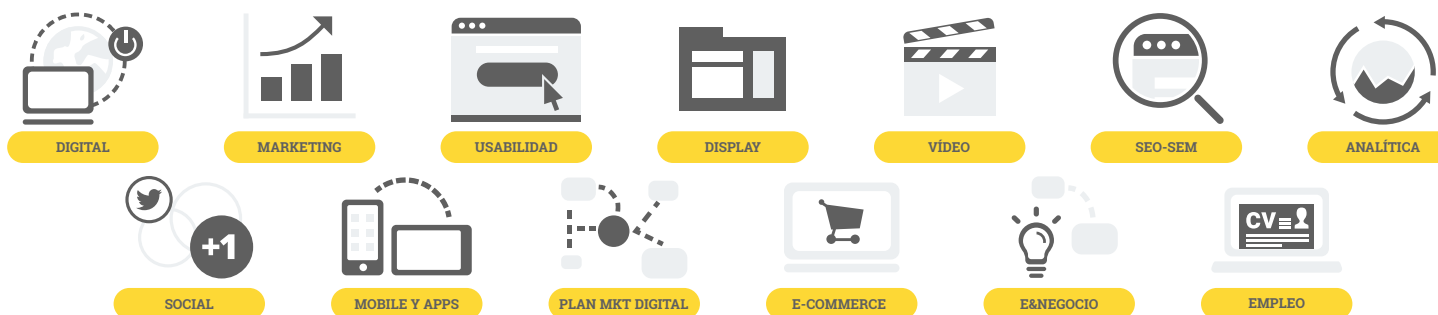 DIGITAL
MARKETING
USABILIDAD
DISPLAY
VÍDEO
SEO-SEM
ANALÍTICA
+1
CV
SOCIAL
MOBILE Y APPS
PLAN MKT DIGITAL
E-COMMERCE
E&NEGOCIO
EMPLEO